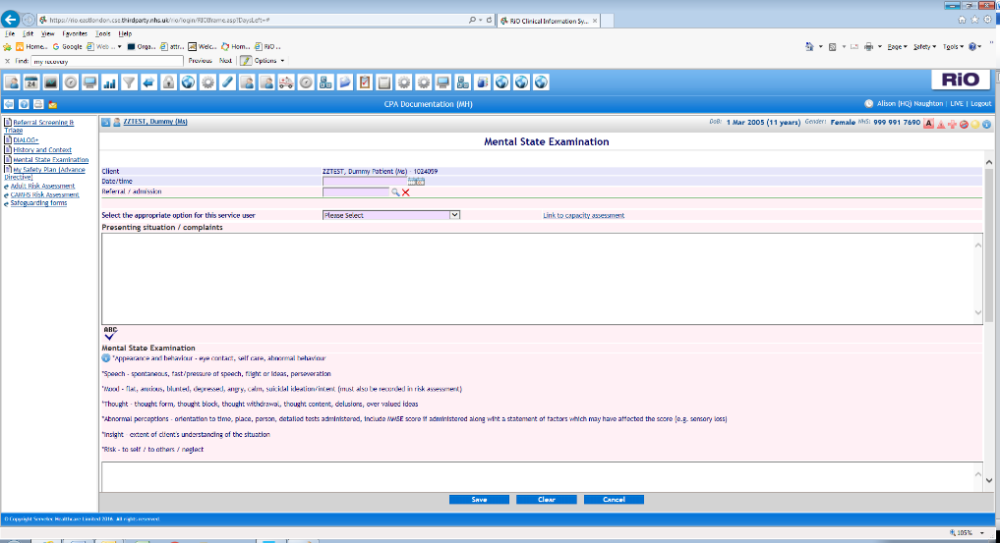 https://rio.eastlondon.cse.thirdparty.nhs.uk/rio/login/RIOIframe.asp?DaysLeft=#
RiO Clinical Information Sy...
File Edit View Favorites Tools Help
Home... Google Web ... Orga... attr... Welc... Hom... RiO ...
Page Safety Tools
Find: my recovery Previous Next Options
24
RiO
CPA Documentation (MH)
Alison (HQ) Naughton | LIVE | Logout
Referral Screening &
Triage
DIALOG+
History and Context
Mental State Examination
My Safety Plan (Advance
Directive)
Adult Risk Assessment
CAMHS Risk Assessment
Safeguarding forms
ZZTEST, Dummy (Ms)
DoB: 1 Mar 2005 (11 years) Gender: Female NHS: 999 991 7690 A
Mental State Examination
Client ZZTEST, Dummy Patient (Ms) - 1024059
Date/time
Referral / admission
Select the appropriate option for this service user Please Select Link to capacity assessment
Presenting situation / complaints
ABC
Mental State Examination
*Appearance and behaviour - eye contact, self care, abnormal behaviour
*Speech - spontaneous, fast/pressure of speech, flight or ideas, perseveration
*Mood - flat, anxious, blunted, depressed, angry, calm, suicidal ideation/intent (must also be recorded in risk assessment)
*Thought - thought form, thought block, thought withdrawal, thought content, delusions, over valued ideas
*Abnormal perceptions - orientation to time, place, person, detailed tests administered, include MMSE score if administered along wiht a statement of factors which may have affected the score (e.g. sensory loss)
*Insight - extent of client's understanding of the situation
*Risk - to self / to others / neglect
Save Clear Cancel
© Copyright Servelec Healthcare Limited 2016 All rights reserved
105%